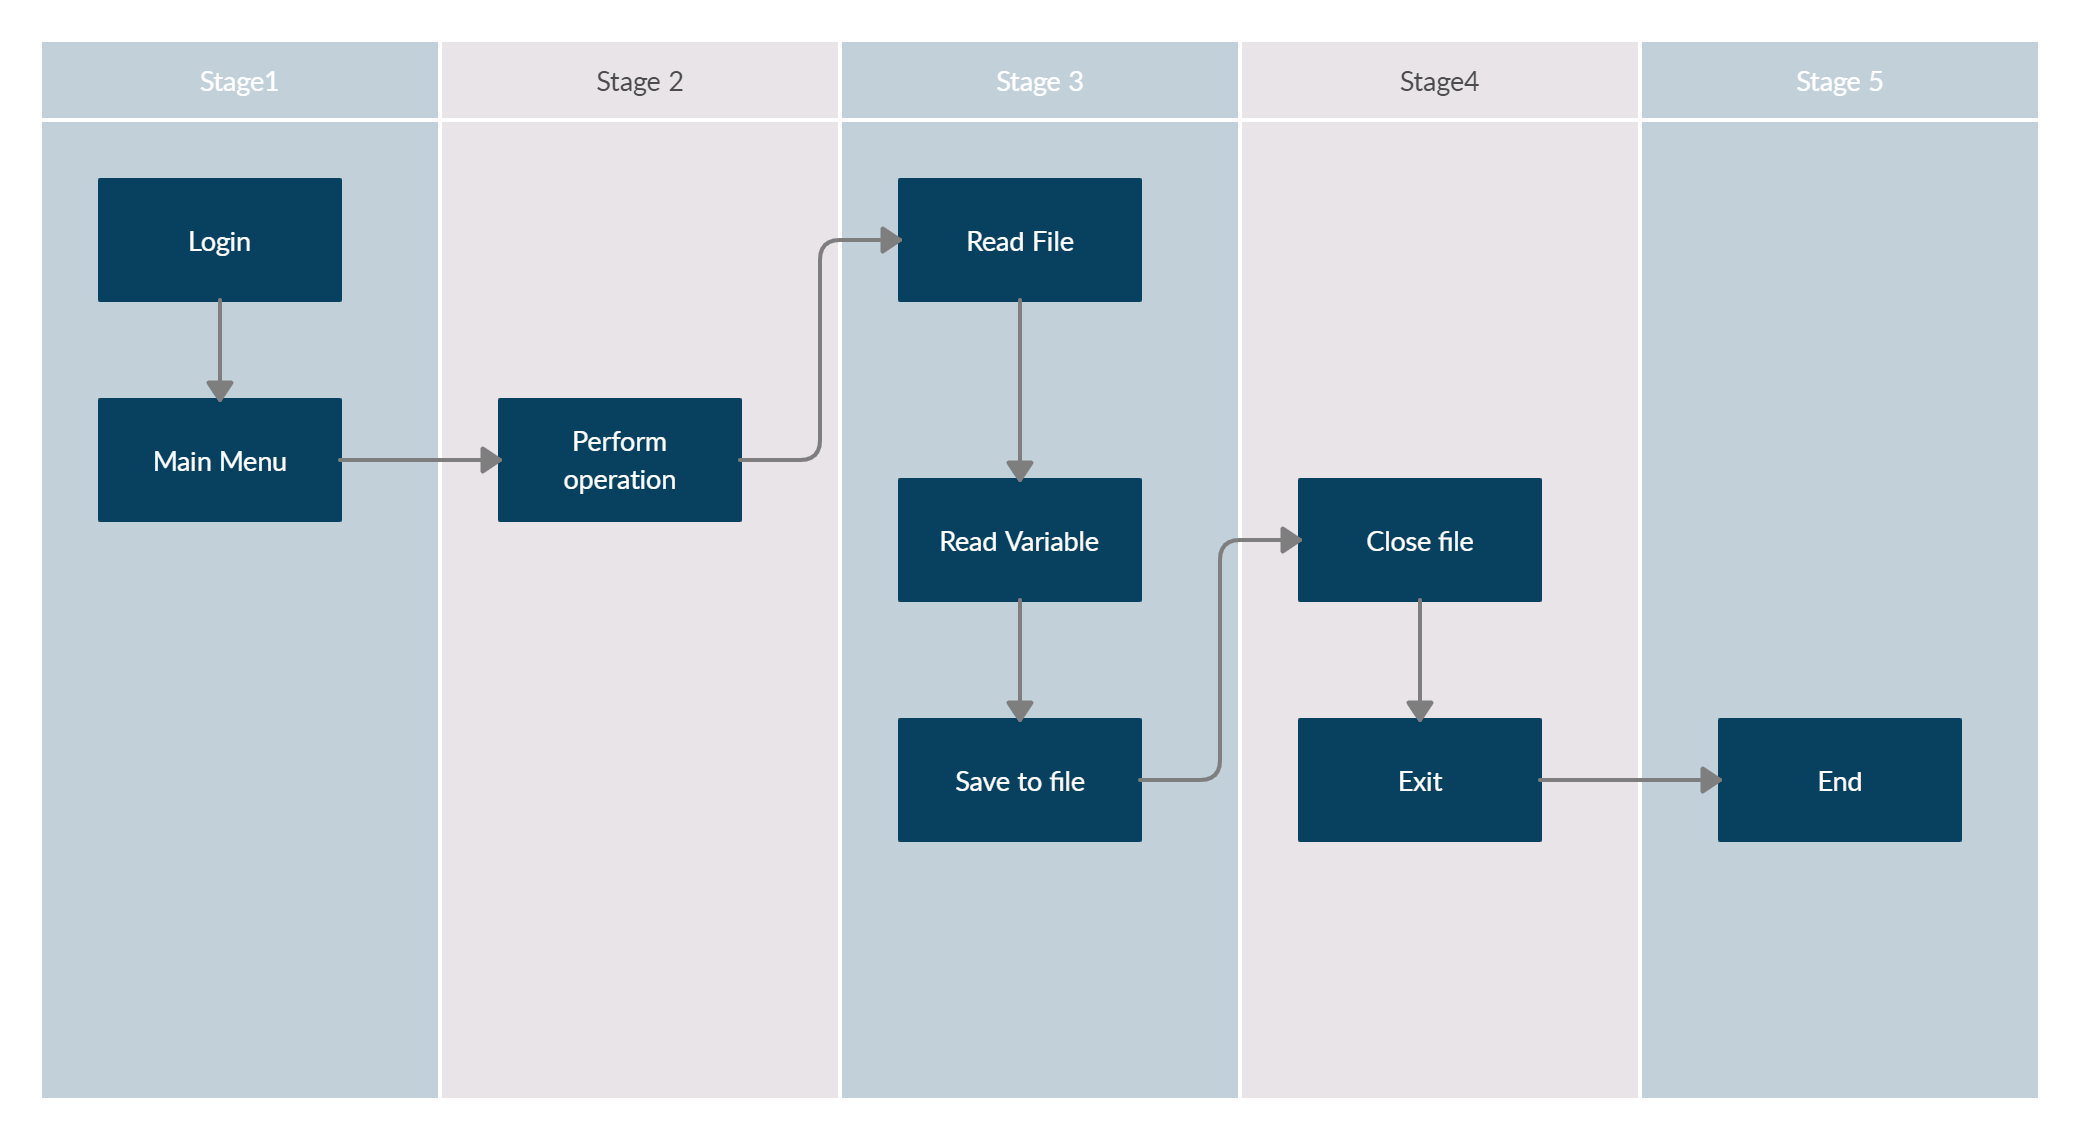 Stage1
Stage 2
Stage 3
Stage4
Stage 5
Login
Main Menu
Perform
operation
Read File
Read Variable
Save to file
Close file
Exit
End